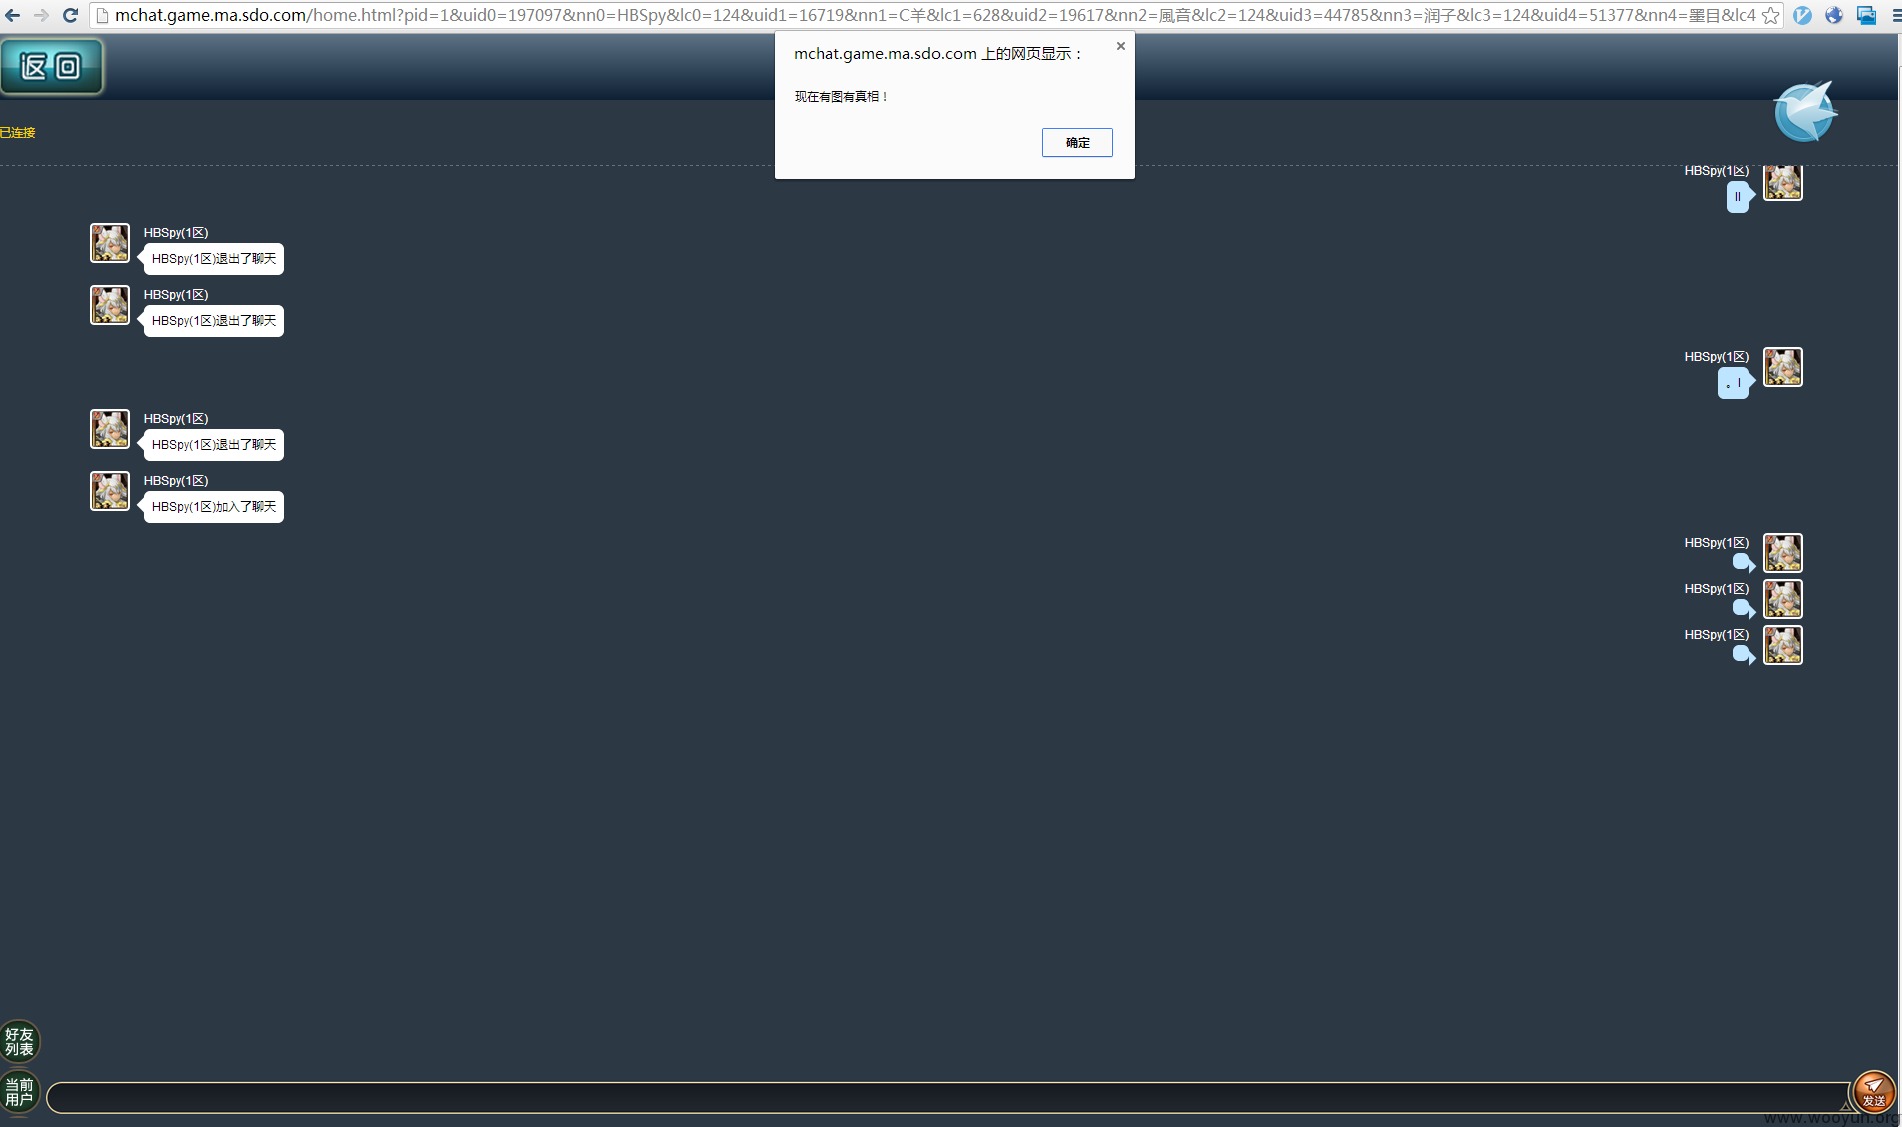 mchat.game.ma.sdo.com/home.html?pid=1&uid0=197097&nn0=HBSpy&lc0=124&uid1=16719&nn1=C羊&lc1=628&uid2=19617&nn2=風音&lc2=124&uid3=44785&nn3=润子&lc3=124&uid4=51377&nn4=墨目&lc4
返回
mchat.game.ma.sdo.com 上的网页显示：
现在有图有真相！
确定
已连接
HBSpy(1区)
ll
HBSpy(1区)
HBSpy(1区)退出了聊天
HBSpy(1区)
HBSpy(1区)退出了聊天
HBSpy(1区)
。l
HBSpy(1区)
HBSpy(1区)退出了聊天
HBSpy(1区)
HBSpy(1区)加入了聊天
HBSpy(1区)
HBSpy(1区)
HBSpy(1区)
好友
列表
当前
用户
发送
www.wooyun.org